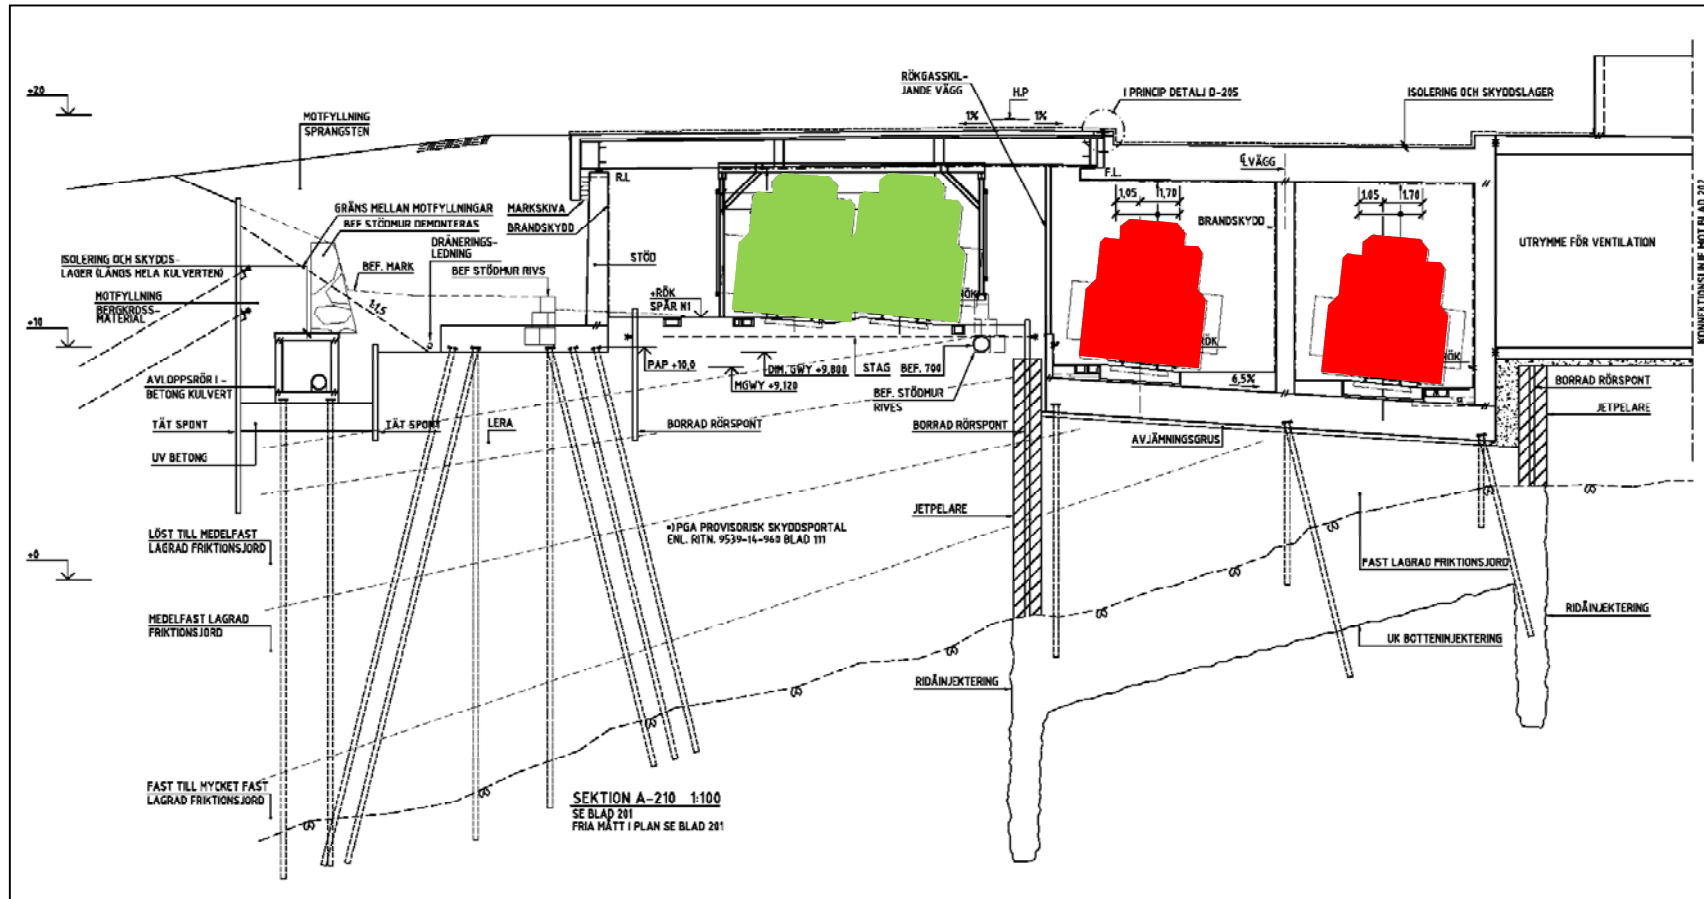 +20
MOTFYLLNING
SPRANGSTEN
RÖKGASSKIL-
JANDE VÄGG
H.P
1%
1%
I PRINCIP DETALJ D-205
ISOLERING OCH SKYDDSLAGER
VÄGG
R.L
F.L.
1,05
1,70
1,05
1,70
MARKSKIVA
BRANDSKYDD
GRÄNS MELLAN MOTFYLLNINGAR
BEF STÖDMUR DEMONTERAS
DRÄNERINGS-
LEDNING
BRANDSKYDD
UTRYMME FÖR VENTILATION
KONNEKTIONSLINJE MOT BLAD 202
ISOLERING OCH SKYDDS-
LAGER (LÄNGS HELA KULVERTEN)
BEF. MARK
BEF STÖDMUR RIVS
STÖD
MOTFYLLNING
BERGKROSS-
MATERIAL
1:1,5
+RÖK
SPÅR N1
RÖK
+10
RÖK
RÖK
PAP +10,0
DIM. GWY +9,800
STAG
BEF. 700
MGWY +9,120
6,5%
AVLOPPSRÖR I
BETONG KULVERT
BEF. STÖDMUR
RIVES
BORRAD RÖRSPONT
JETPELARE
TÄT SPONT
TÄT SPONT
LERA
BORRAD RÖRSPONT
BORRAD RÖRSPONT
AVJÄMNINGSGRUS
UV BETONG
JETPELARE
*) PGA PROVISORISK SKYDDSPORTAL
ENL. RITN. 9539-14-960 BLAD 111
LÖST TILL MEDELFAST
LAGRAD FRIKTIONSJORD
+0
FAST LAGRAD FRIKTIONSJORD
MEDELFAST LAGRAD
FRIKTIONSJORD
RIDÅINJEKTERING
UK BOTTENINJEKTERING
RIDÅINJEKTERING
FAST TILL MYCKET FAST
LAGRAD FRIKTIONSJORD
SEKTION A-210 1:100
SE BLAD 201
FRIA MÅTT I PLAN SE BLAD 201